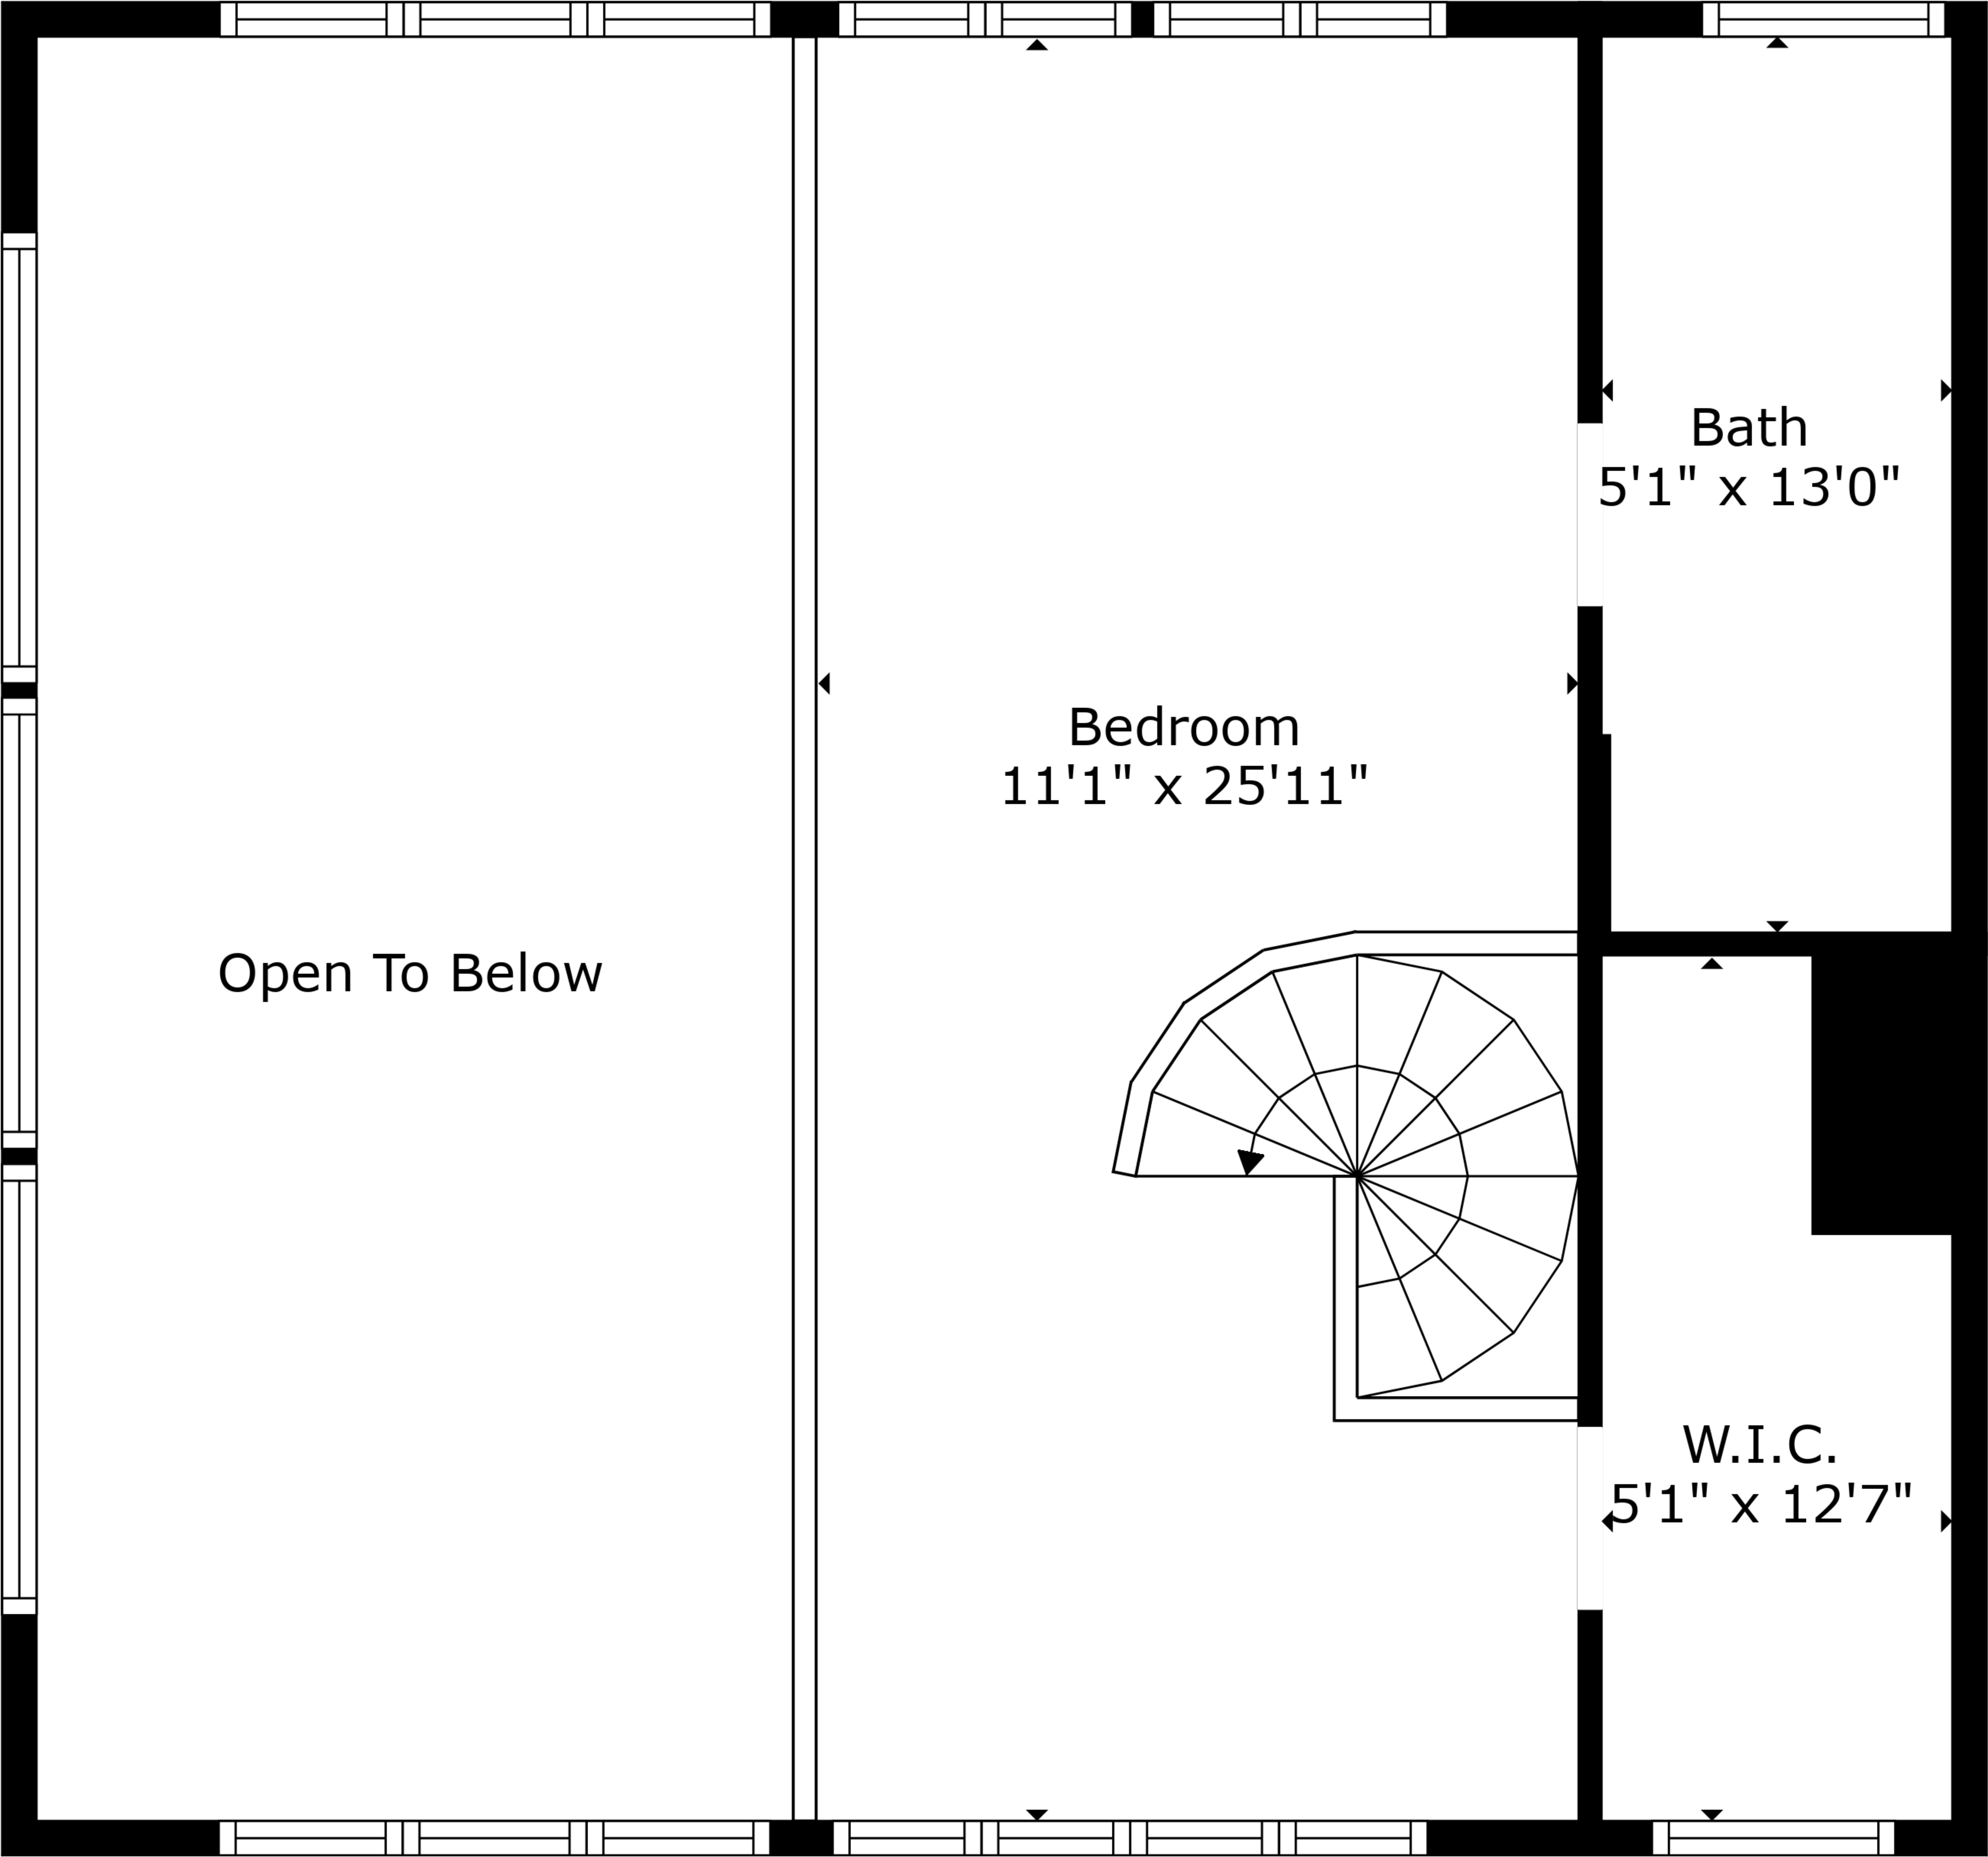 Bath
5'1" x 13'0"
Bedroom
11'1" x 25'11"
Open To Below
W.I.C.
5'1" x 12'7"